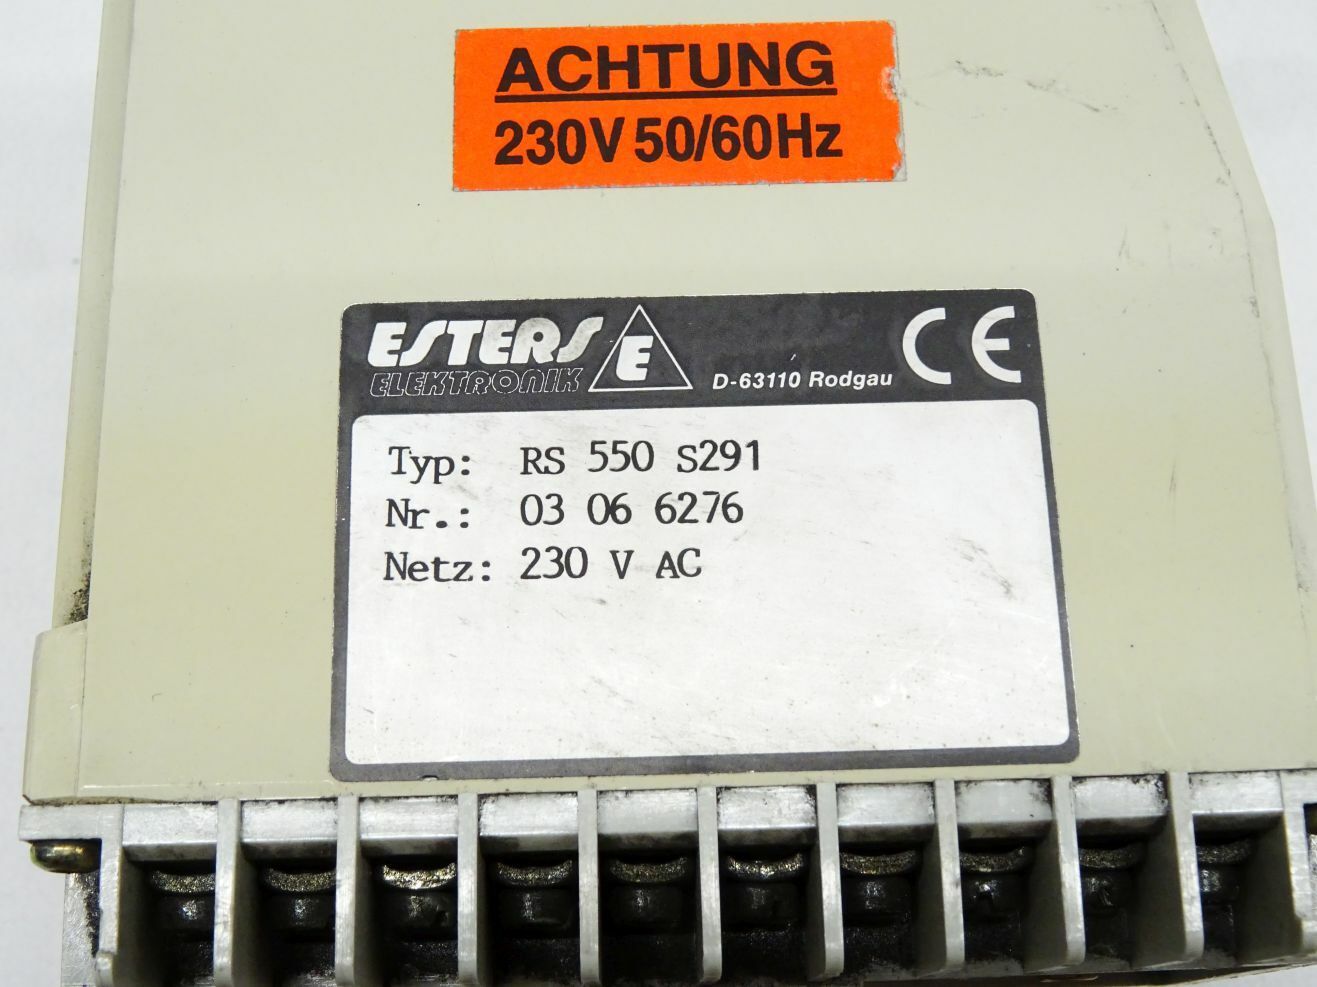 ACHTUNG
230V 50/60Hz
ESTERS E
ELEKTRONIK
D-63110 Rodgau CE
Typ: RS 550 S291
Nr.: 03 06 6276
Netz: 230 V AC